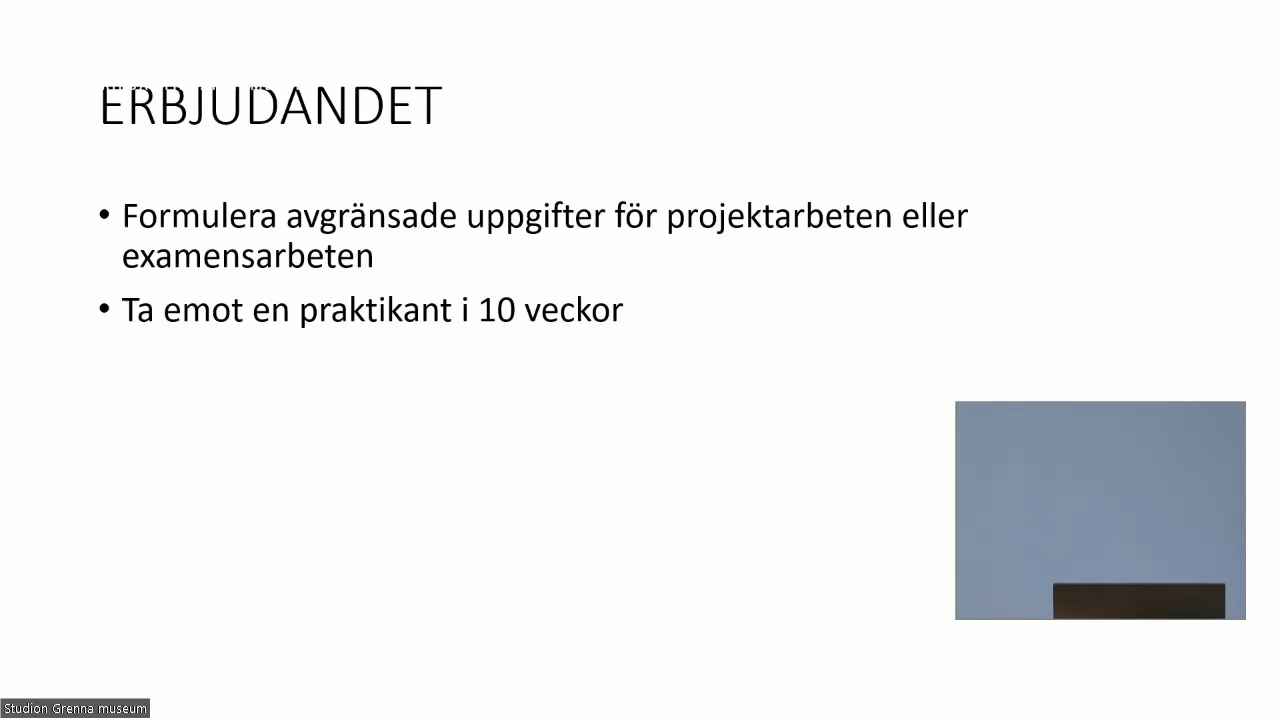 ERBJUDANDET
• Formulera avgränsade uppgifter för projektarbeten eller
examensarbeten
• Ta emot en praktikant i 10 veckor
Studion Grenna museum